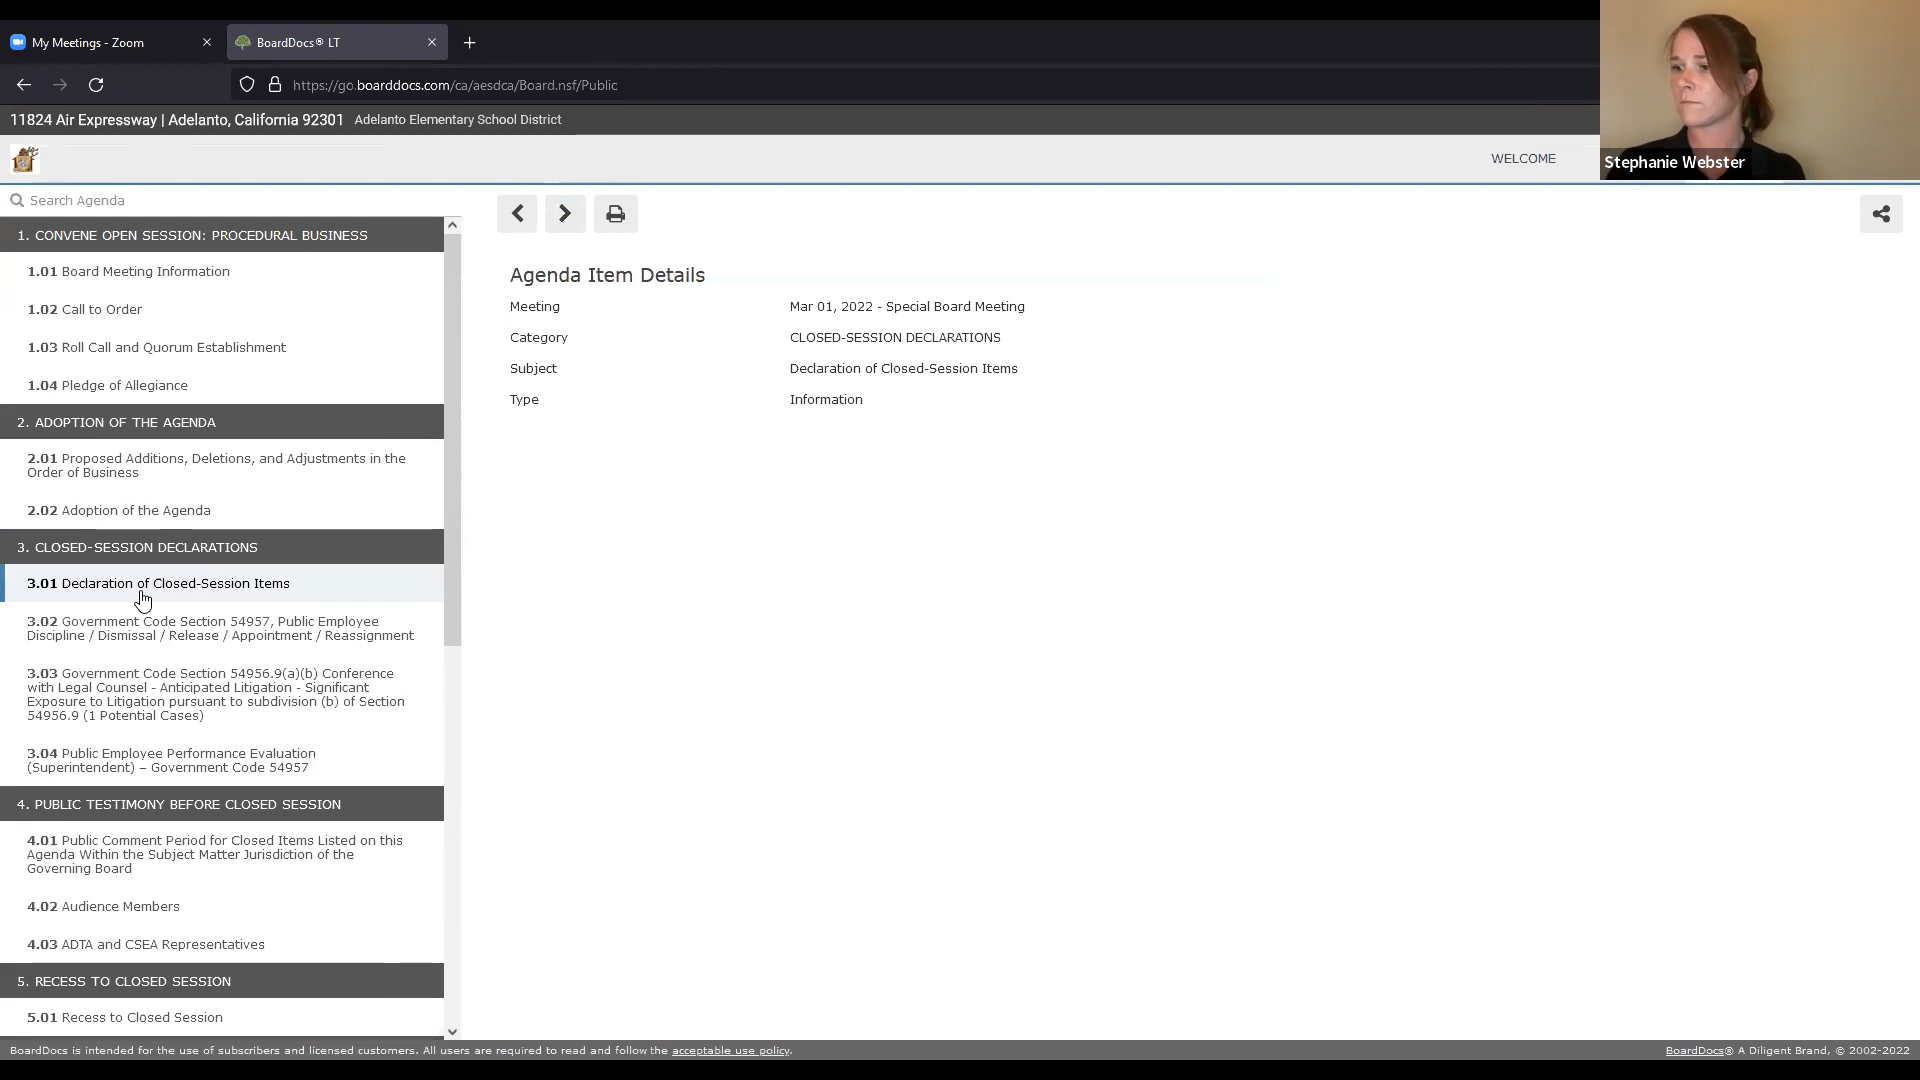 My Meetings - Zoom
BoardDocs® LT
https://go.boarddocs.com/ca/aesdca/Board.nsf/Public
11824 Air Expressway | Adelanto, California 92301 Adelanto Elementary School District
WELCOME
Stephanie Webster
Search Agenda
1. CONVENE OPEN SESSION: PROCEDURAL BUSINESS
1.01 Board Meeting Information
1.02 Call to Order
1.03 Roll Call and Quorum Establishment
1.04 Pledge of Allegiance
2. ADOPTION OF THE AGENDA
2.01 Proposed Additions, Deletions, and Adjustments in the
Order of Business
2.02 Adoption of the Agenda
3. CLOSED-SESSION DECLARATIONS
3.01 Declaration of Closed-Session Items
3.02 Government Code Section 54957, Public Employee
Discipline / Dismissal / Release / Appointment / Reassignment
3.03 Government Code Section 54956.9(a)(b) Conference
with Legal Counsel - Anticipated Litigation - Significant
Exposure to Litigation pursuant to subdivision (b) of Section
54956.9 (1 Potential Cases)
3.04 Public Employee Performance Evaluation
(Superintendent) – Government Code 54957
4. PUBLIC TESTIMONY BEFORE CLOSED SESSION
4.01 Public Comment Period for Closed Items Listed on this
Agenda Within the Subject Matter Jurisdiction of the
Governing Board
4.02 Audience Members
4.03 ADTA and CSEA Representatives
5. RECESS TO CLOSED SESSION
5.01 Recess to Closed Session
Agenda Item Details
Meeting Mar 01, 2022 - Special Board Meeting
Category CLOSED-SESSION DECLARATIONS
Subject Declaration of Closed-Session Items
Type Information
BoardDocs is intended for the use of subscribers and licensed customers. All users are required to read and follow the acceptable use policy.
BoardDocs® A Diligent Brand, © 2002-2022